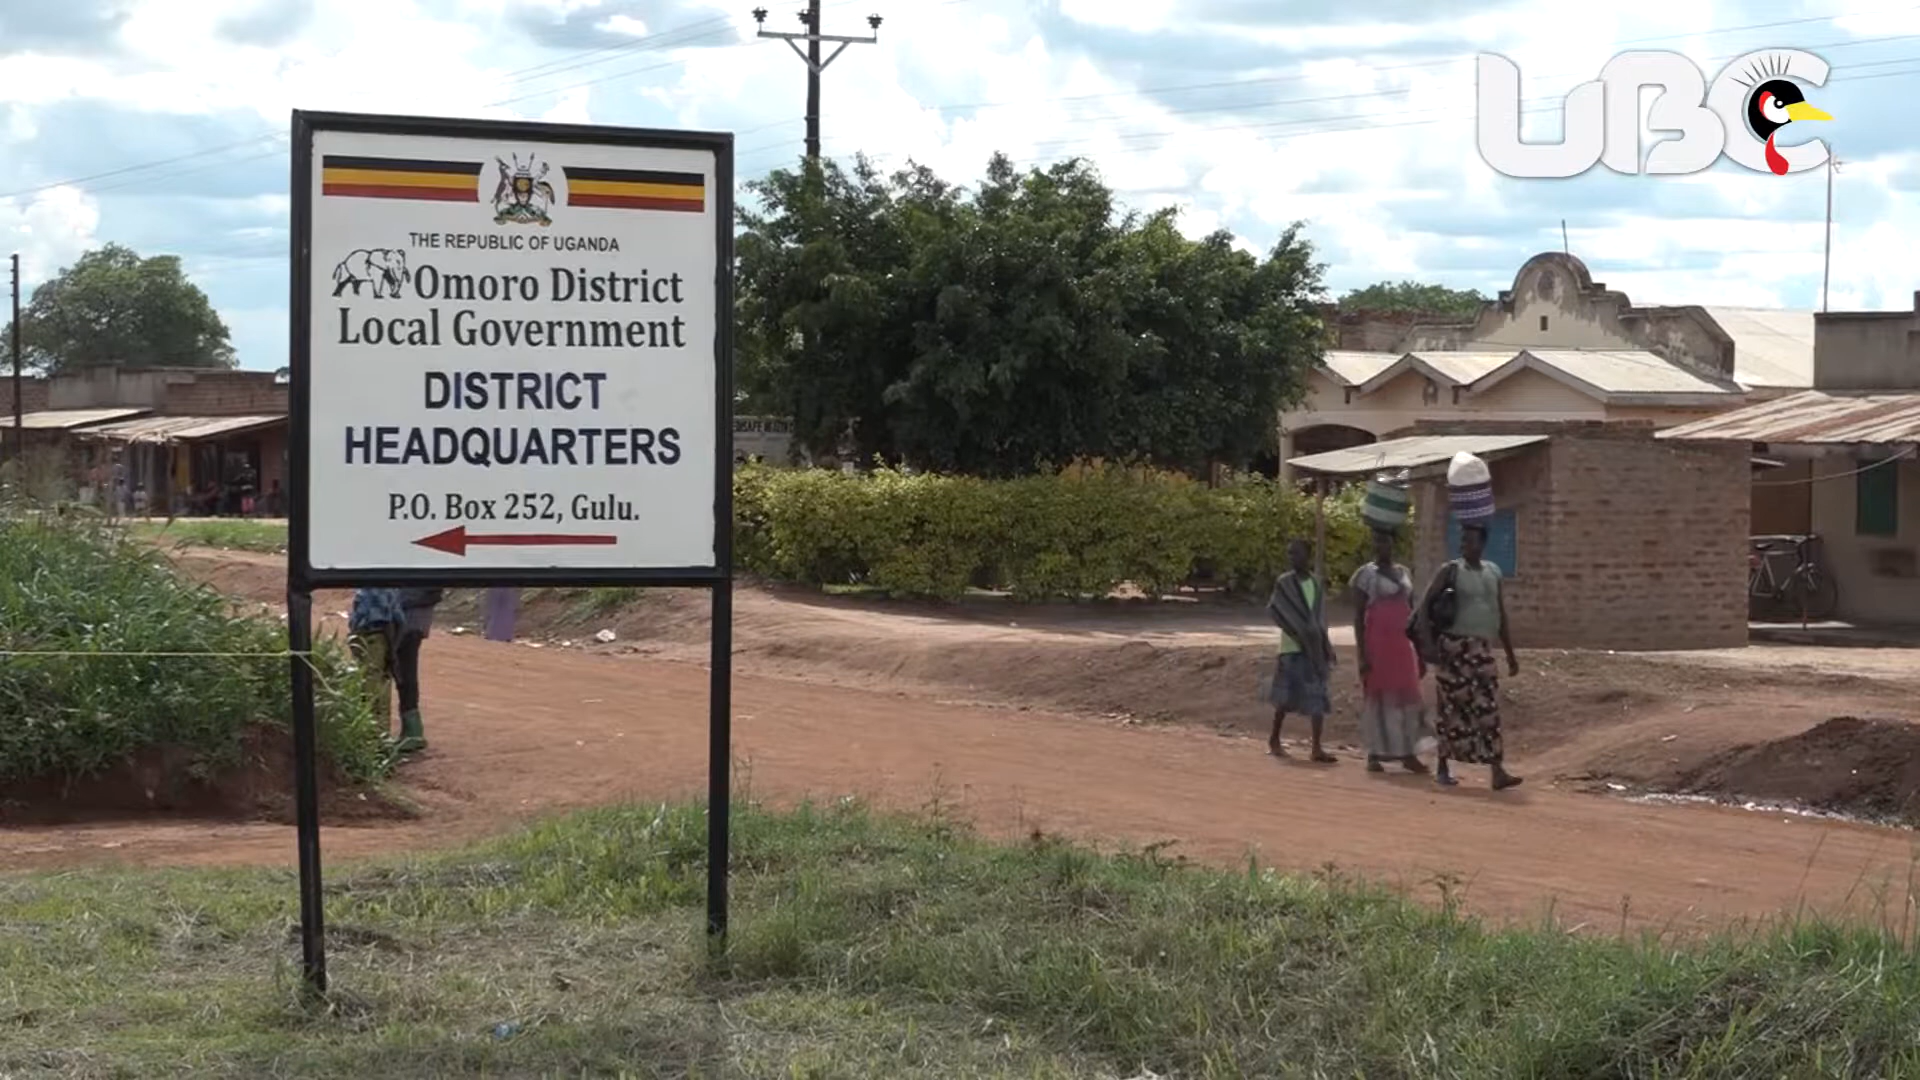 UBC
THE REPUBLIC OF UGANDA
Omoro District
Local Government
DISTRICT
HEADQUARTERS
P.O. Box 252, Gulu.